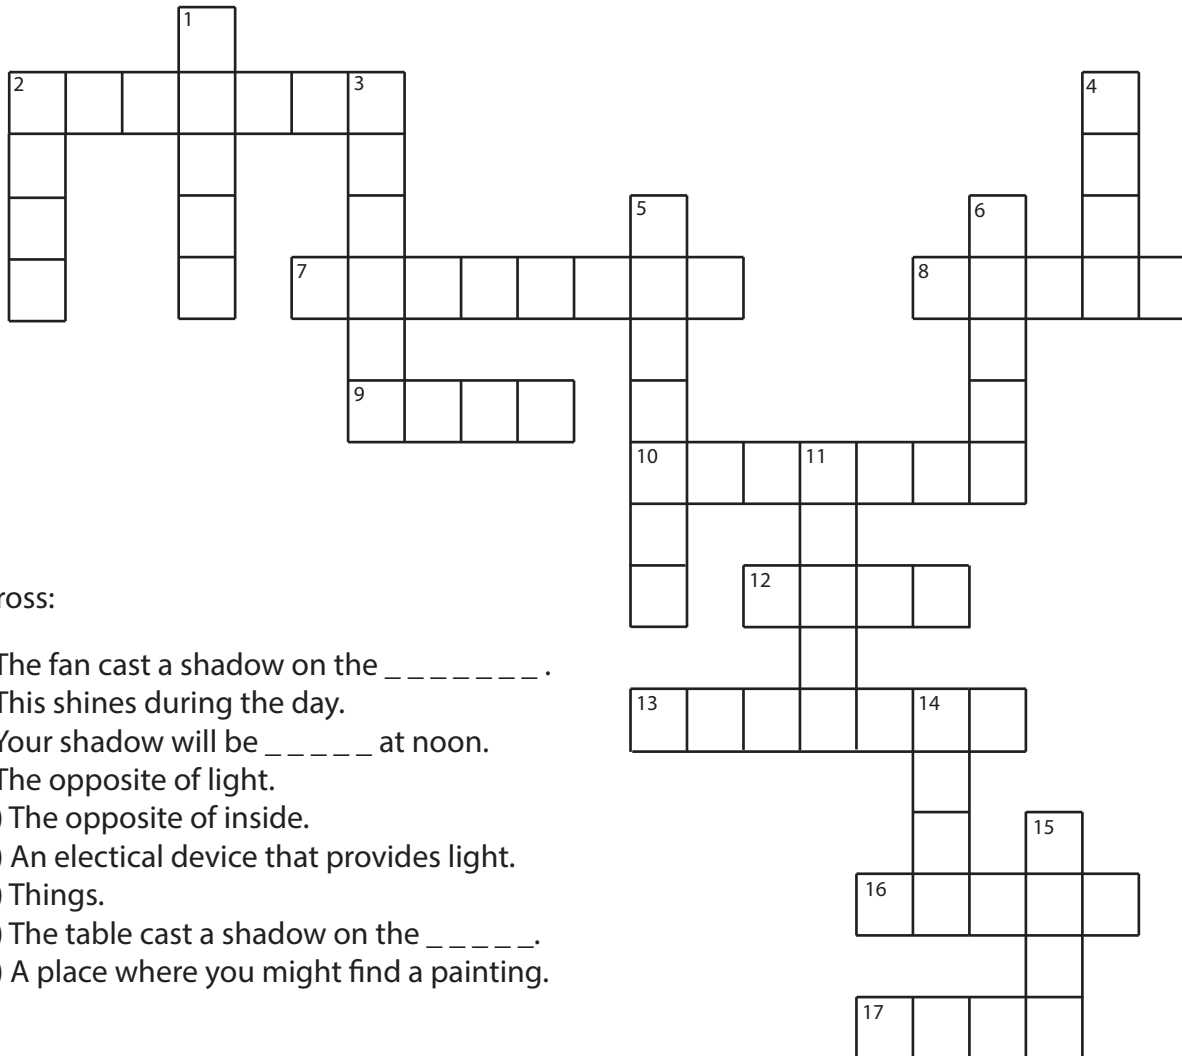 1
2 3 4
5 6
7 8
9
10 11
12
ross:
The fan cast a shadow on the _ _ _ _ _ _ _ .
13 14
This shines during the day.
Your shadow will be _ _ _ _ _ at noon.
The opposite of light.
) The opposite of inside.
15
) An electical device that provides light.
16
) Things.
) The table cast a shadow on the _ _ _ _ _.
) A place where you might find a painting.
17